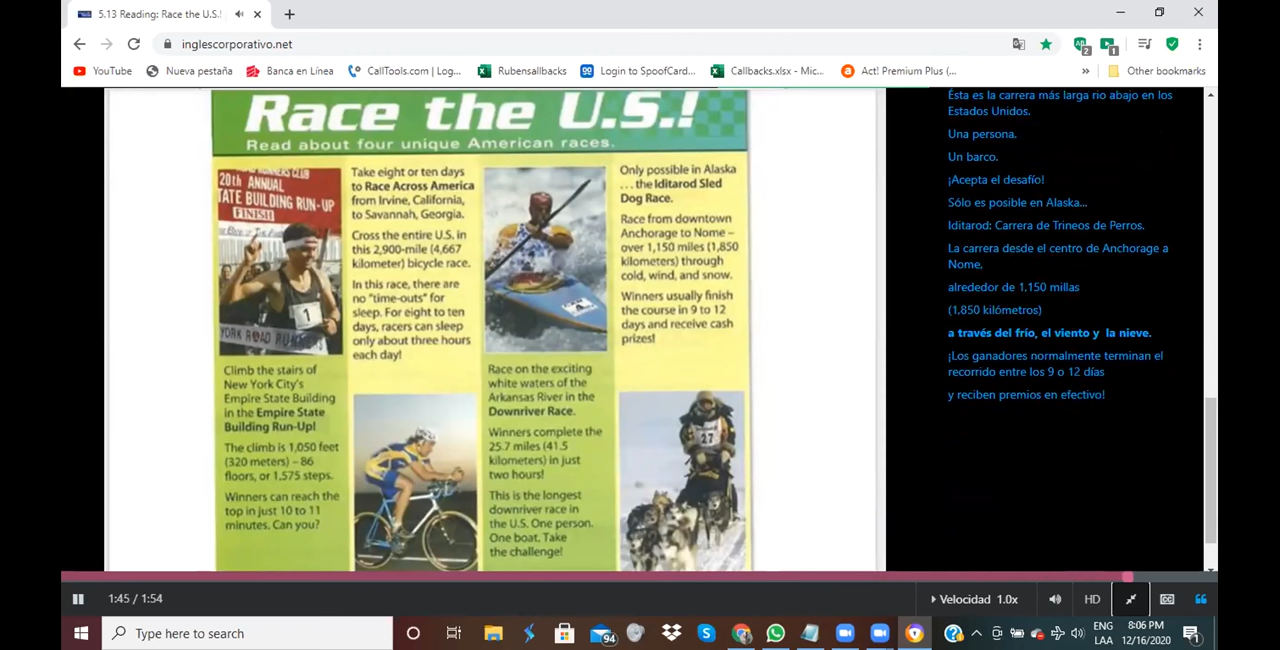 5.13 Reading: Race the U.S.!
inglescorporativo.net
YouTube
Nueva pestaña
Banca en Línea
CallTools.com | Log...
Rubensallbacks
Login to SpoofCard...
Callbacks.xlsx - Mic...
Act! Premium Plus (...
»
Other bookmarks
Race the U.S.!
Read about four unique American races.
20th ANNUAL
TATE BUILDING RUN-UP
FINISH
1
YORK ROAD RUNNERS
Climb the stairs of
New York City's
Empire State Building
in the Empire State
Building Run-Up!
The climb is 1,050 feet
(320 meters) – 86
floors, or 1,575 steps.
Winners can reach the
top in just 10 to 11
minutes. Can you?
Take eight or ten days
to Race Across America
from Irvine, California,
to Savannah, Georgia.
Cross the entire U.S. in
this 2,900-mile (4,667
kilometer) bicycle race.
In this race, there are
no "time-outs" for
sleep. For eight to ten
days, racers can sleep
only about three hours
each day!
Race on the exciting
white waters of the
Arkansas River in the
Downriver Race.
Winners complete the
25.7 miles (41.5
kilometers) in just
two hours!
This is the longest
downriver race in
the U.S. One person.
One boat. Take
the challenge!
Only possible in Alaska
. . . the Iditarod Sled
Dog Race.
Race from downtown
Anchorage to Nome –
over 1,150 miles (1,850
kilometers) through
cold, wind, and snow.
Winners usually finish
the course in 9 to 12
days and receive cash
prizes!
27
Ésta es la carrera más larga rio abajo en los
Estados Unidos.
Una persona.
Un barco.
¡Acepta el desafío!
Sólo es posible en Alaska...
Iditarod: Carrera de Trineos de Perros.
La carrera desde el centro de Anchorage a
Nome,
alrededor de 1,150 millas
(1,850 kilómetros)
a través del frío, el viento y la nieve.
¡Los ganadores normalmente terminan el
recorrido entre los 9 o 12 días
y reciben premios en efectivo!
1:45 / 1:54
Velocidad 1.0x
HD
CC
Type here to search
94
ENG
LAA
8:06 PM
12/16/2020
1